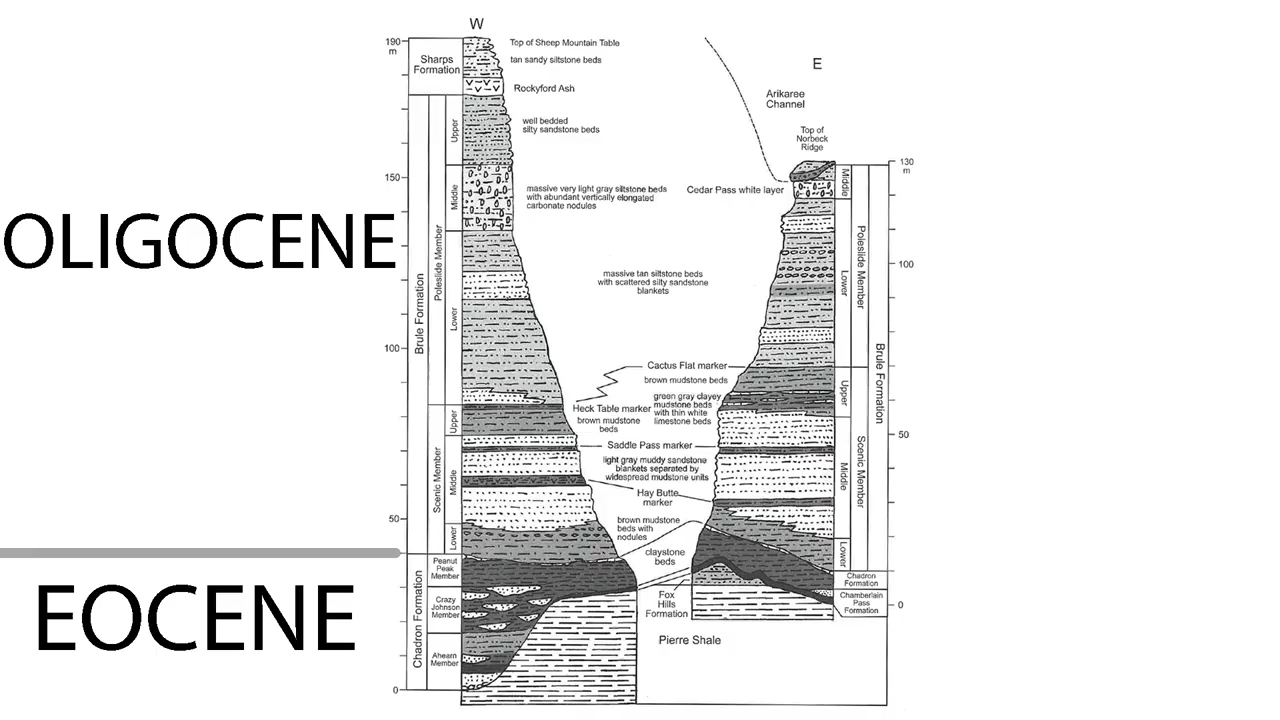 W
190
m
Top of Sheep Mountain Table
Sharps
Formation
tan sandy siltstone beds
Rockyford Ash
E
Arikaree
Channel
Top of
Norbeck
Ridge
well bedded
silty sandstone beds
Upper
150
Middle
massive very light gray siltstone beds
with abundant vertically elongated
carbonate nodules
Cedar Pass white layer
Middle
130
m
OLIGOCENE
Brule Formation
Poleslide Member
Lower
massive tan siltstone beds
with scattered silty sandstone
blankets
Lower
Poleslide Member
Brule Formation
100
100
Cactus Flat marker
brown mudstone beds
green gray clayey
mudstone beds
with thin white
limestone beds
Heck Table marker
brown mudstone
beds
Upper
Upper
50
Saddle Pass marker
light gray muddy sandstone
blankets separated by
widespread mudstone units
Scenic Member
Middle
Middle
Scenic Member
Hay Butte
marker
50
brown mudstone
beds with
nodules
Lower
Lower
claystone
beds
EOCENE
Chadron Formation
Peanut
Peak
Member
Crazy
Johnson
Member
Ahearn
Member
Chadron
Formation
Chamberlain
Pass
Formation
0
Fox
Hills
Formation
Pierre Shale
0